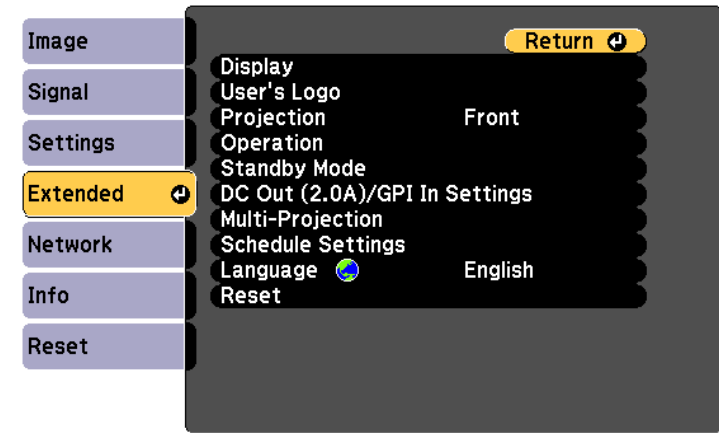 Image
Signal
Settings
Extended
Network
Info
Reset
Return
Display
User's Logo
Projection Front
Operation
Standby Mode
DC Out (2.0A)/GPI In Settings
Multi-Projection
Schedule Settings
Language English
Reset